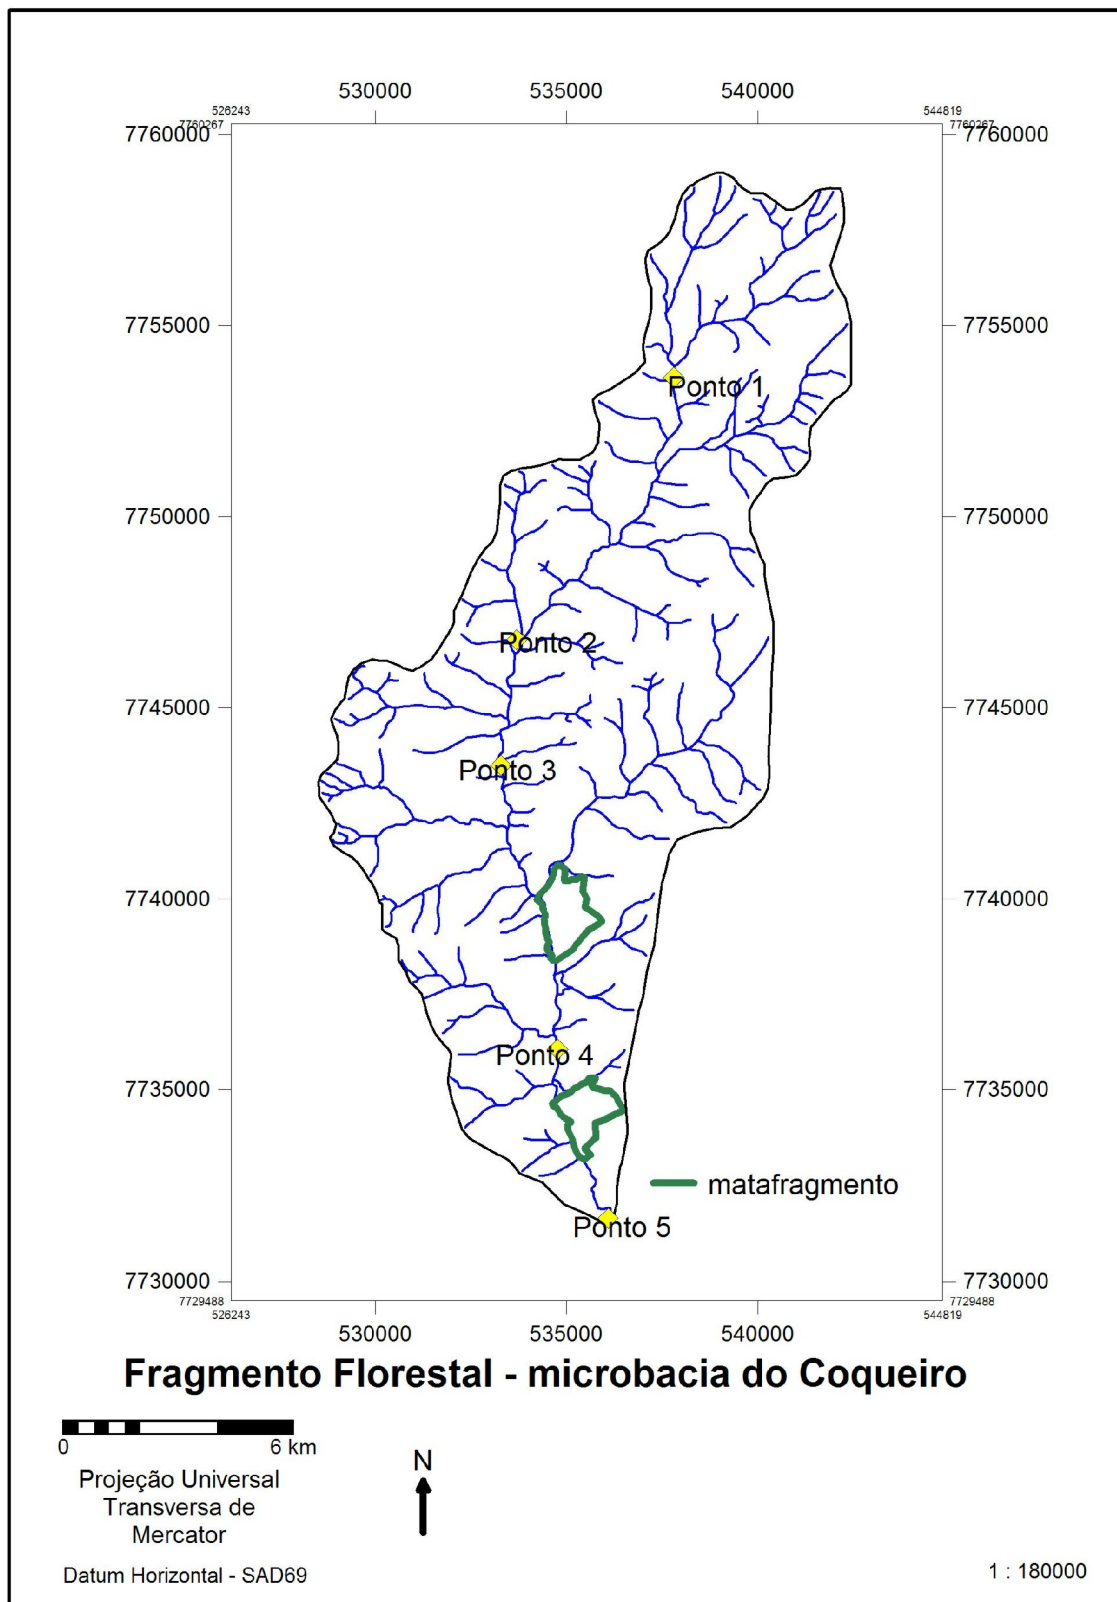 530000 535000 540000
526243 544819
7760267 7760267
7760000 7760000
7755000 7755000
Ponto 1
7750000 7750000
Ponto 2
7745000 7745000
Ponto 3
7740000 7740000
Ponto 4
7735000 7735000
matafragmento
Ponto 5
7730000 7730000
7729488 7729488
526243 544819
530000 535000 540000
Fragmento Florestal - microbacia do Coqueiro
0 6 km
N
Projeção Universal
Transversa de
Mercator
Datum Horizontal - SAD69
1 : 180000